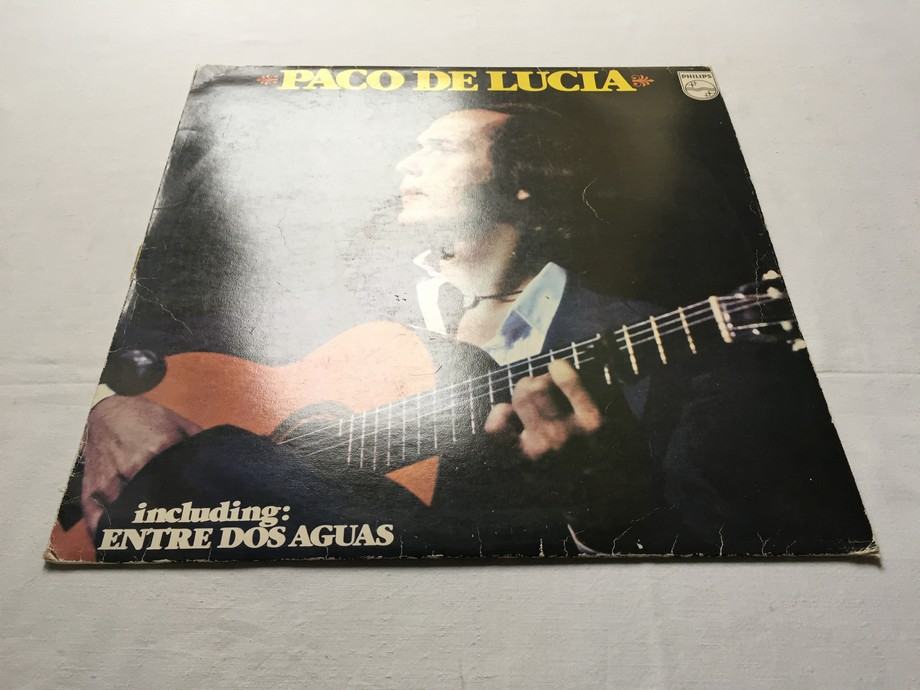 PACO DE LUCIA
PHILIPS
including:
ENTRE DOS AGUAS